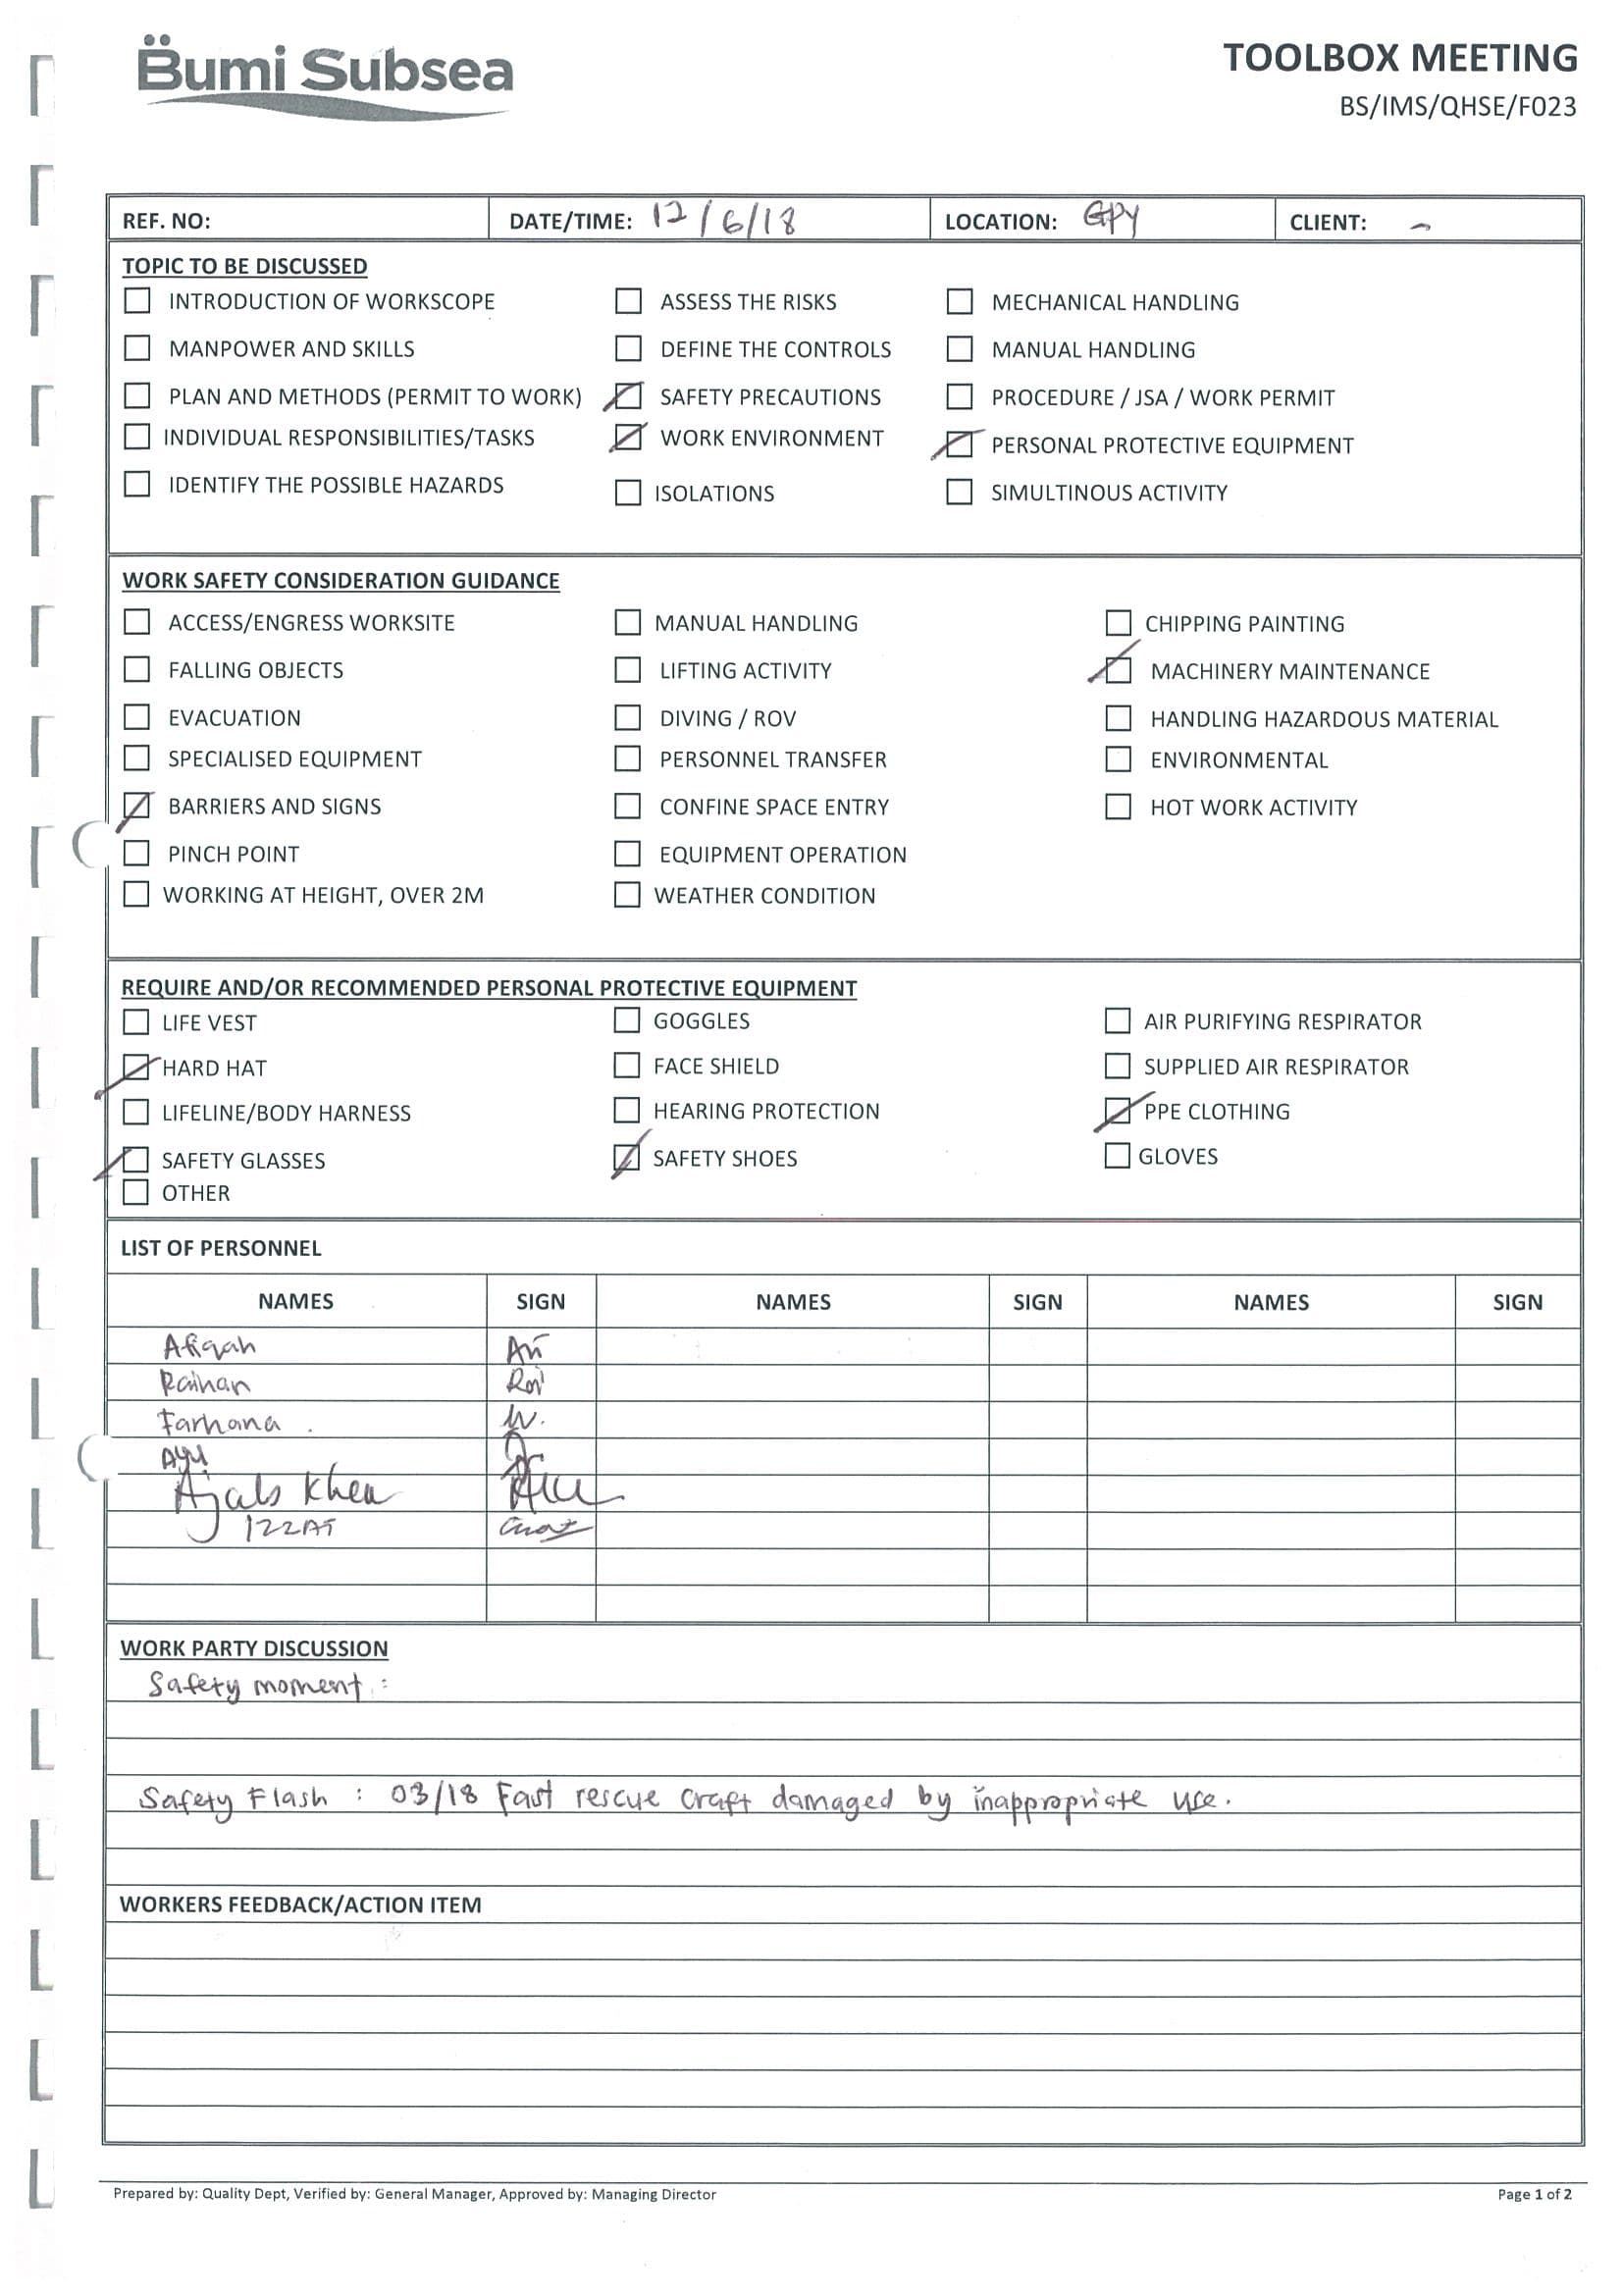 Bumi Subsea
TOOLBOX MEETING
BS/IMS/QHSE/F023
REF. NO: DATE/TIME: 12/6/18 LOCATION: GPY CLIENT: -
TOPIC TO BE DISCUSSED
INTRODUCTION OF WORKSCOPE ASSESS THE RISKS MECHANICAL HANDLING
MANPOWER AND SKILLS DEFINE THE CONTROLS MANUAL HANDLING
PLAN AND METHODS (PERMIT TO WORK) SAFETY PRECAUTIONS PROCEDURE / JSA / WORK PERMIT
INDIVIDUAL RESPONSIBILITIES/TASKS WORK ENVIRONMENT PERSONAL PROTECTIVE EQUIPMENT
IDENTIFY THE POSSIBLE HAZARDS ISOLATIONS SIMULTINOUS ACTIVITY
WORK SAFETY CONSIDERATION GUIDANCE
ACCESS/ENGRESS WORKSITE MANUAL HANDLING CHIPPING PAINTING
FALLING OBJECTS LIFTING ACTIVITY MACHINERY MAINTENANCE
EVACUATION DIVING / ROV HANDLING HAZARDOUS MATERIAL
SPECIALISED EQUIPMENT PERSONNEL TRANSFER ENVIRONMENTAL
BARRIERS AND SIGNS CONFINE SPACE ENTRY HOT WORK ACTIVITY
PINCH POINT EQUIPMENT OPERATION
WORKING AT HEIGHT, OVER 2M WEATHER CONDITION
REQUIRE AND/OR RECOMMENDED PERSONAL PROTECTIVE EQUIPMENT
LIFE VEST GOGGLES AIR PURIFYING RESPIRATOR
HARD HAT FACE SHIELD SUPPLIED AIR RESPIRATOR
LIFELINE/BODY HARNESS HEARING PROTECTION PPE CLOTHING
SAFETY GLASSES SAFETY SHOES GLOVES
OTHER
LIST OF PERSONNEL
NAMES SIGN NAMES SIGN NAMES SIGN
Afiqah
Raihan
Farhana
Ayu
IZZAT
WORK PARTY DISCUSSION
Safety moment :
Safety Flash : 03/18 Fast rescue craft damaged by inappropriate use.
WORKERS FEEDBACK/ACTION ITEM
Prepared by: Quality Dept, Verified by: General Manager, Approved by: Managing Director Page 1 of 2